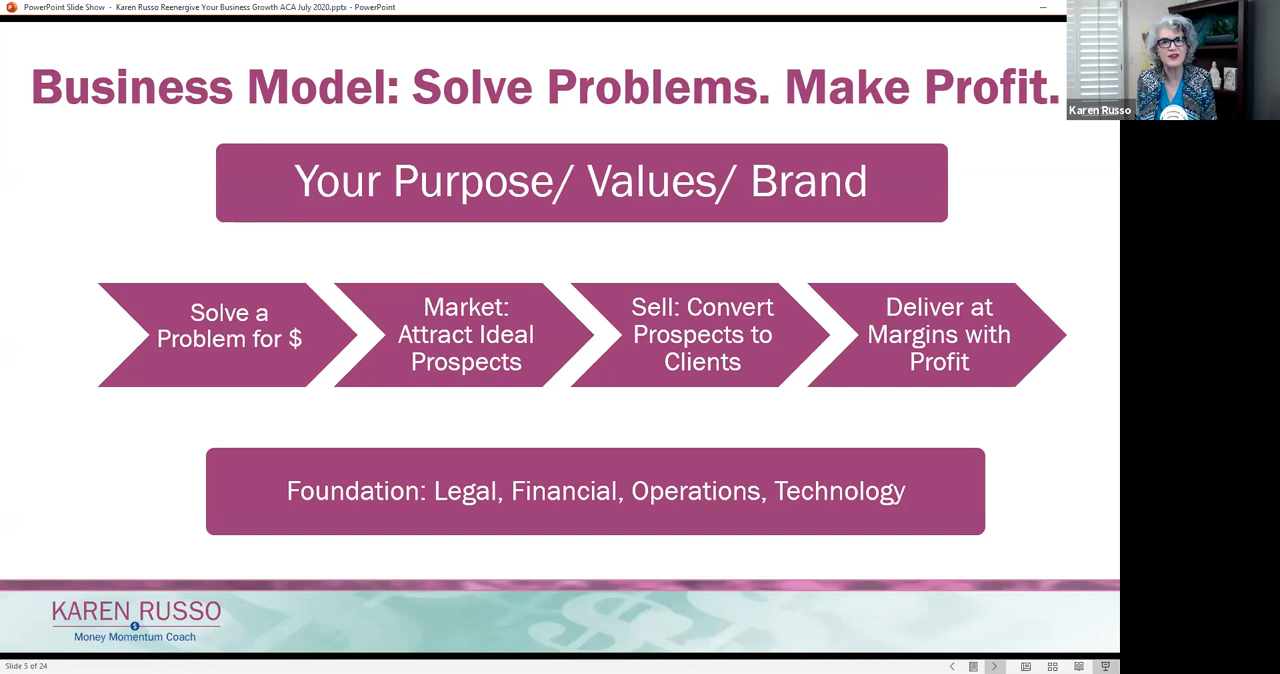 PowerPoint Slide Show - Karen Russo Reenergive Your Business Growth ACA July 2020.pptx - PowerPoint
Business Model: Solve Problems. Make Profit.
Karen Russo
Your Purpose/ Values/ Brand
Solve a
Problem for $
Market:
Attract Ideal
Prospects
Sell: Convert
Prospects to
Clients
Deliver at
Margins with
Profit
Foundation: Legal, Financial, Operations, Technology
KAREN RUSSO
Money Momentum Coach
Slide 5 of 24